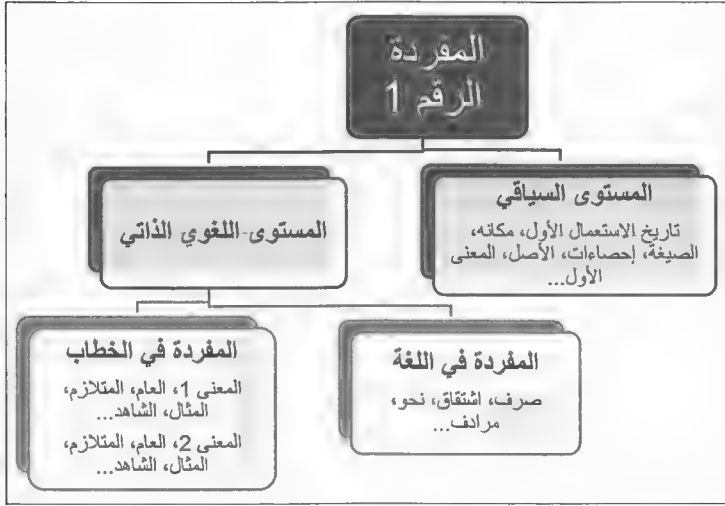 المفردة
الرقم 1
المستوى السياقي
تاريخ الاستعمال الأول، مكانه،
الصيغة، إحصاءات، الأصل، المعنى
الأول...
المستوى-اللغوي الذاتي
المفردة في اللغة
صرف، اشتقاق، نحو،
مرادف...
المفردة في الخطاب
المعنى 1، العام، المتلازم،
المثال، الشاهد...
المعنى 2، العام، المتلازم،
المثال، الشاهد...